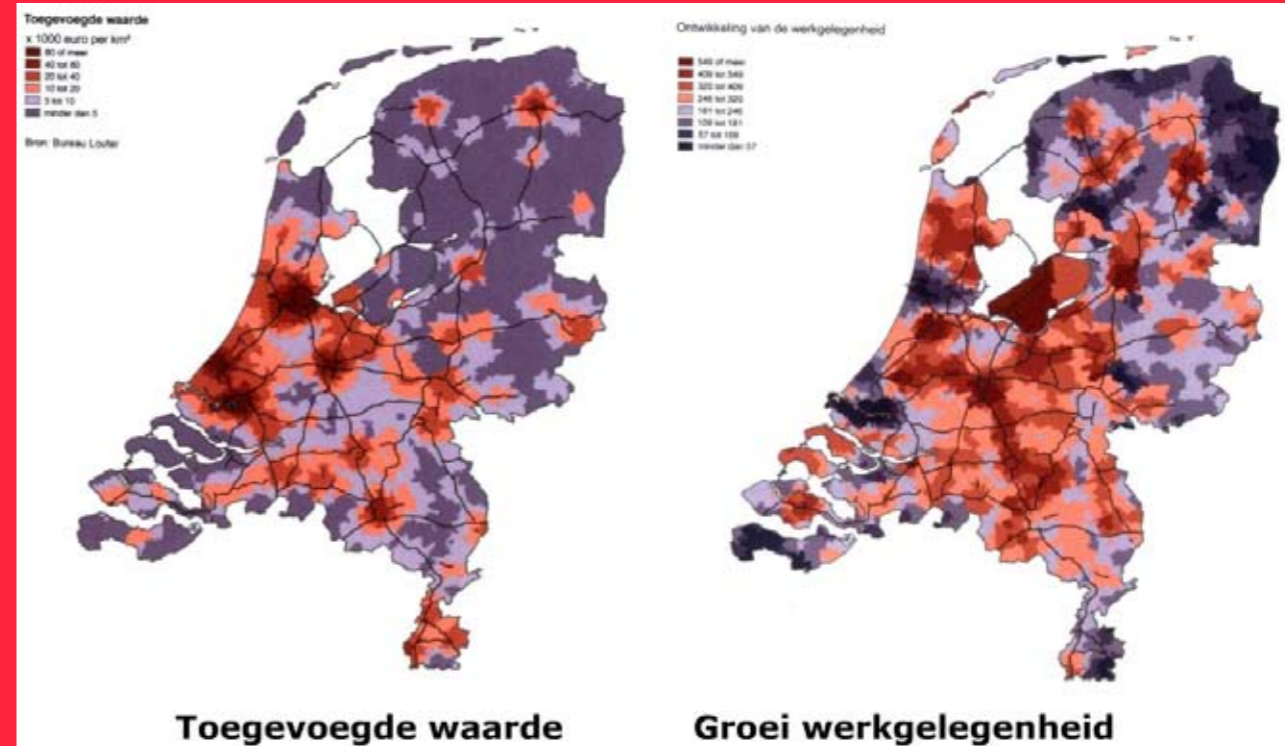 Toegevoegde waarde
x 1000 euro per km²
80 of meer
40 tot 80
20 tot 40
10 tot 20
5 tot 10
minder dan 5
Bron: Bureau Louter
Ontwikkeling van de werkgelegenheid
549 of meer
409 tot 549
320 tot 409
246 tot 320
181 tot 246
109 tot 181
57 tot 109
minder dan 57
Toegevoegde waarde
Groei werkgelegenheid